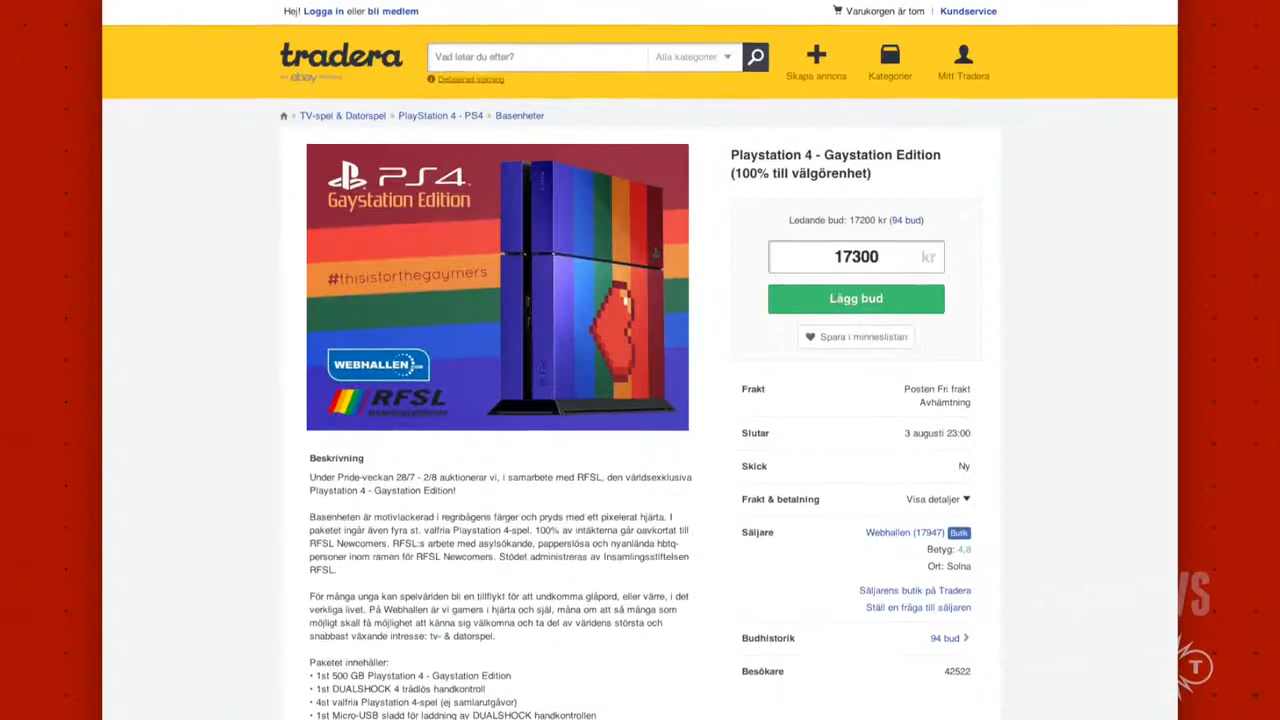 Hej! Logga in eller bli medlem
Varukorgen är tom | Kundservice
tradera
ebay
Vad letar du efter?
Alla kategorier
Detaljerad sökning
Skapa annons
Kategorier
Mitt Tradera
TV-spel & Datorspel » PlayStation 4 - PS4 » Basenheter
PS4
Gaystation Edition
#thisisforthegaymers
WEBHALLEN.COM
RFSL
Playstation 4 - Gaystation Edition
(100% till välgörenhet)
Ledande bud: 17200 kr (94 bud)
17300 kr
Lägg bud
Spara i minneslistan
Frakt
Posten Fri frakt
Avhämtning
Slutar
3 augusti 23:00
Skick
Ny
Frakt & betalning
Visa detaljer
Säljare
Webhallen (17947) Butik
Betyg: 4,8
Ort: Solna
Säljarens butik på Tradera
Ställ en fråga till säljaren
Budhistorik
94 bud
Besökare
42522
Beskrivning
Under Pride-veckan 28/7 - 2/8 auktionerar vi, i samarbete med RFSL, den världsexklusiva
Playstation 4 - Gaystation Edition!
Basenheten är motivlackerad i regnbågens färger och pryds med ett pixelerat hjärta. I
paketet ingår även fyra st. valfria Playstation 4-spel. 100% av intäkterna går oavkortat till
RFSL Newcomers. RFSL:s arbete med asylsökande, papperslösa och nyanlända hbtq-
personer inom ramen för RFSL Newcomers. Stödet administreras av Insamlingsstiftelsen
RFSL.
För många unga kan spelvärlden bli en tillflykt för att undkomma glåpord, eller värre, i det
verkliga livet. På Webhallen är vi gamers i hjärta och själ, måna om att så många som
möjligt skall få möjlighet att känna sig välkomna och ta del av världens största och
snabbast växande intresse: tv- & datorspel.
Paketet innehåller:
• 1st 500 GB Playstation 4 - Gaystation Edition
• 1st DUALSHOCK 4 trådlös handkontroll
• 4st valfria Playstation 4-spel (ej samlarutgåvor)
• 1st Micro-USB sladd för laddning av DUALSHOCK handkontrollen
T